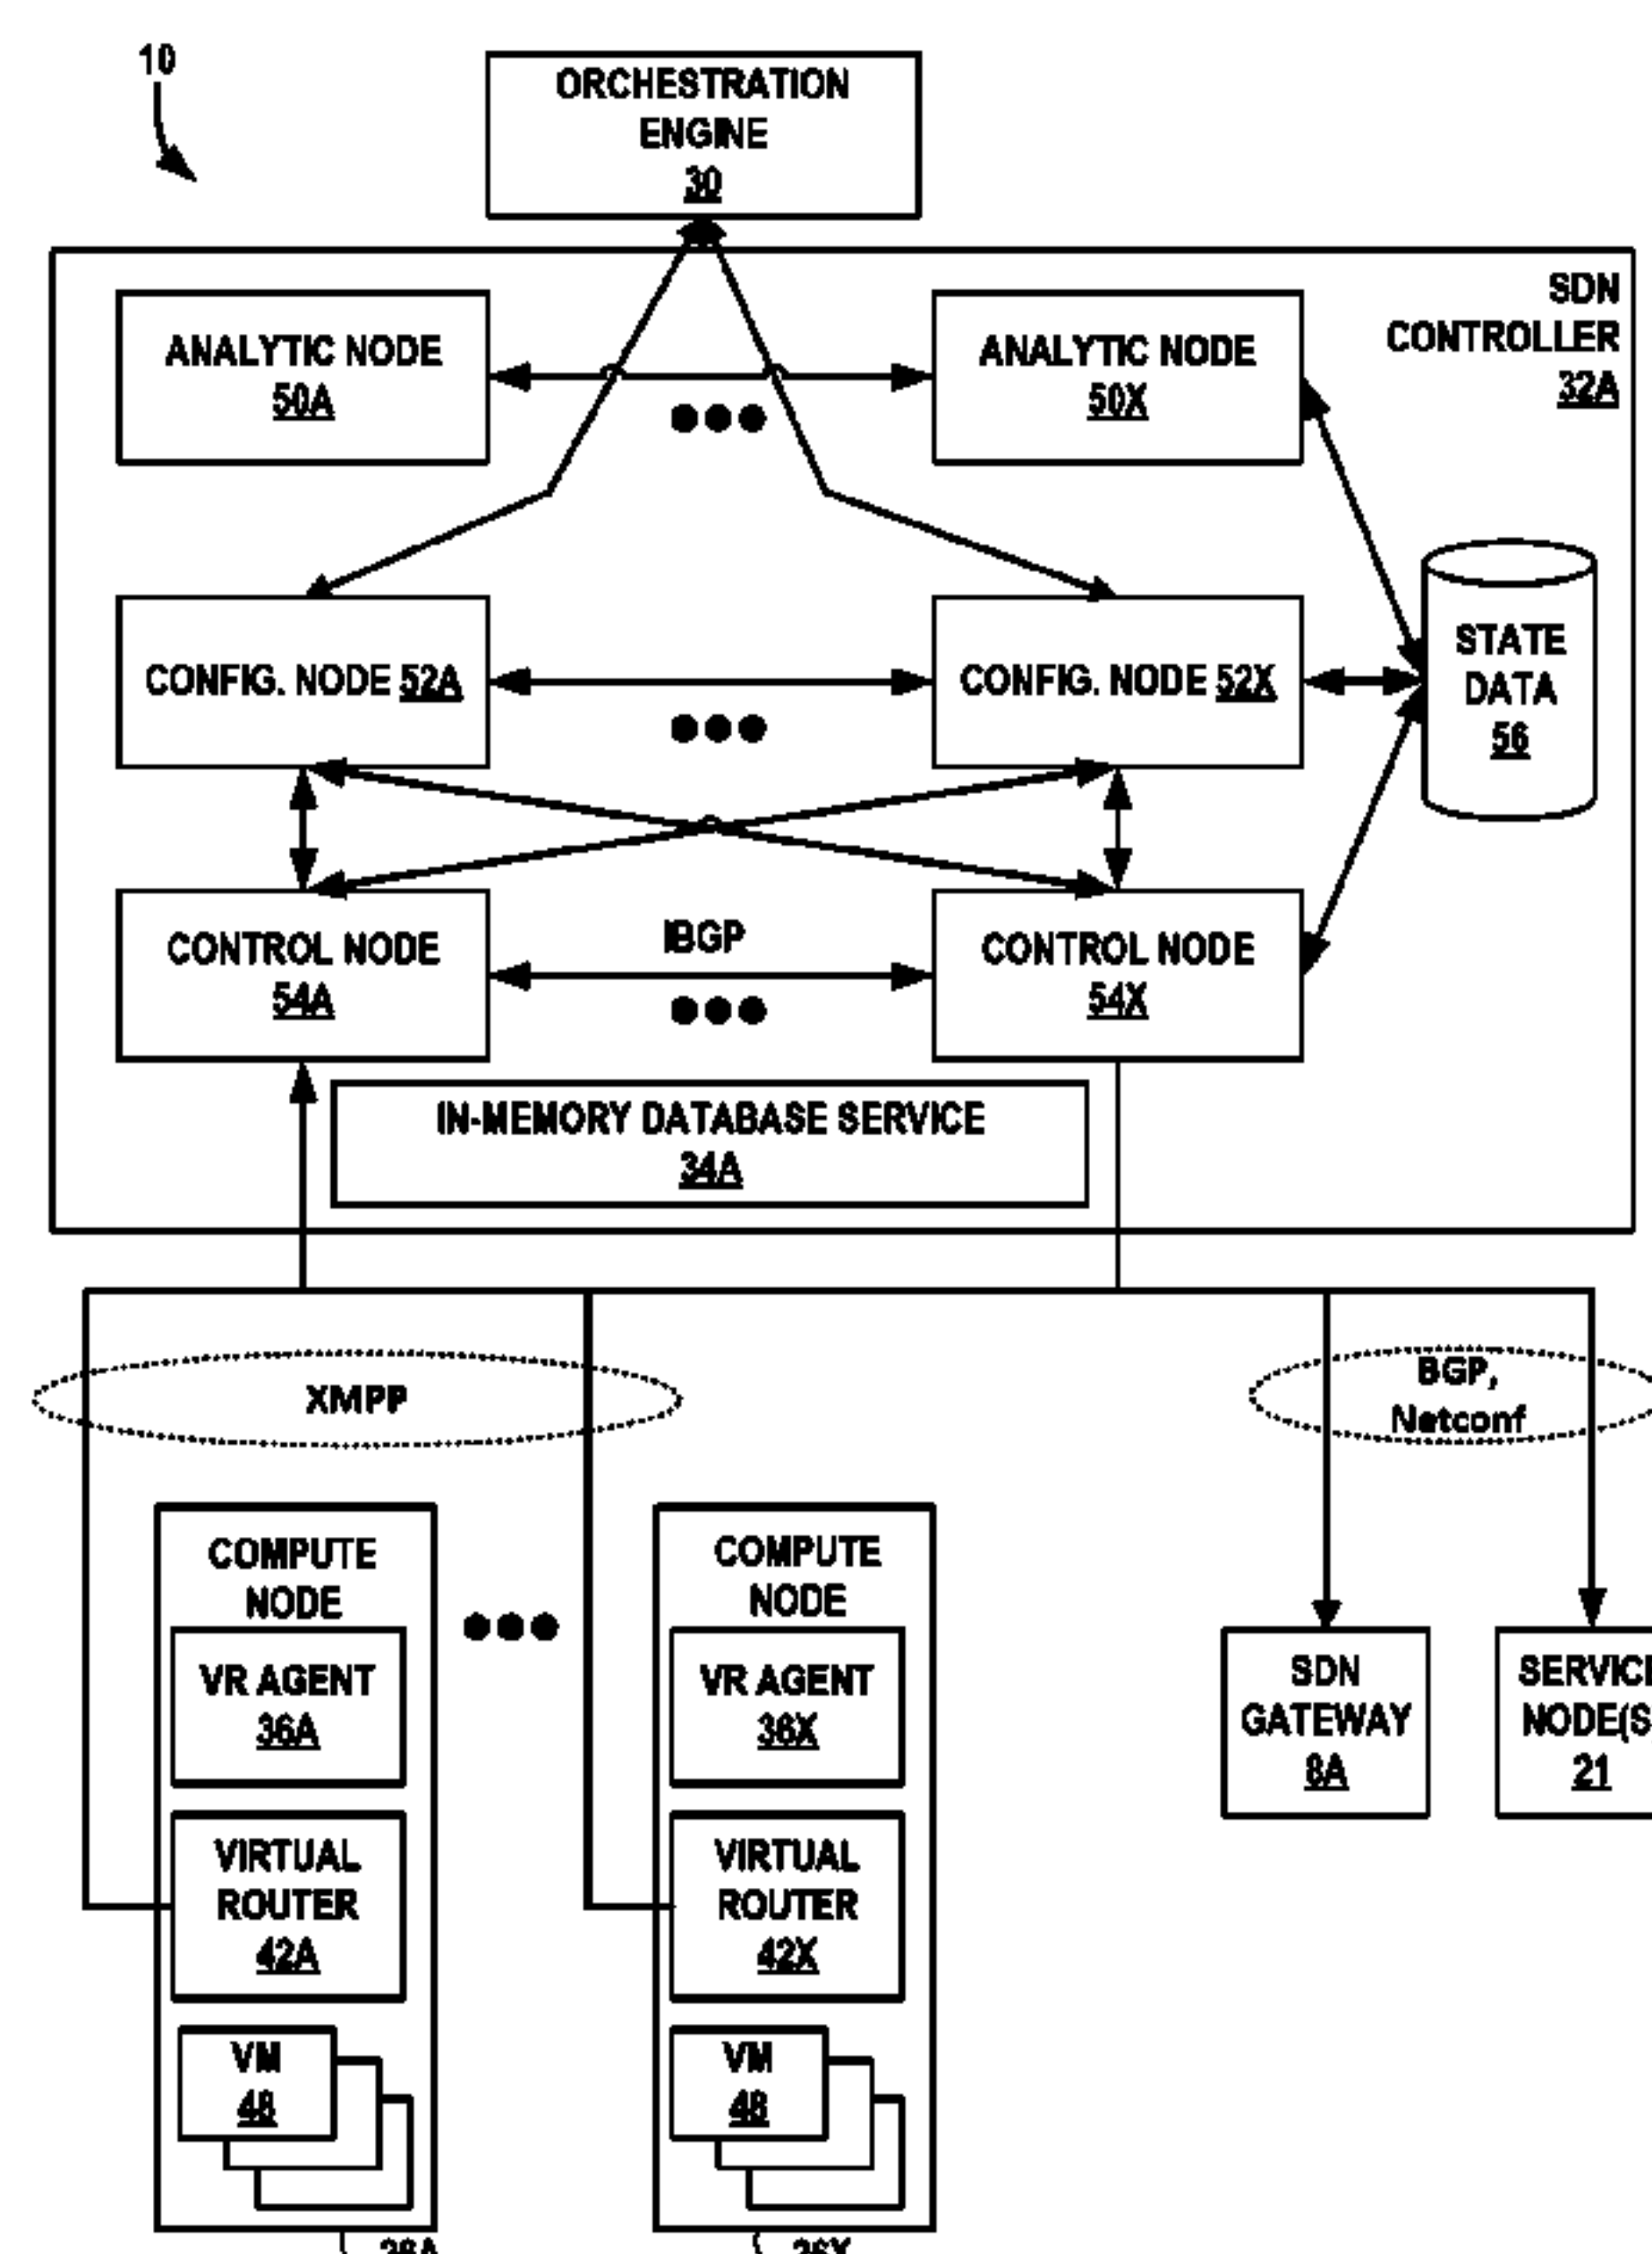 10
ORCHESTRATION
ENGINE
30
SDN
CONTROLLER
32A
ANALYTIC NODE
50A
ANALYTIC NODE
50X
CONFIG. NODE 52A
CONFIG. NODE 52X
STATE
DATA
56
CONTROL NODE
54A
IBGP
CONTROL NODE
54X
IN-MEMORY DATABASE SERVICE
34A
XMPP
BGP,
Netconf
COMPUTE
NODE
VR AGENT
36A
VIRTUAL
ROUTER
42A
VM
48
COMPUTE
NODE
VR AGENT
36X
VIRTUAL
ROUTER
42X
VM
48
SDN
GATEWAY
8A
NODE(S
21
36X